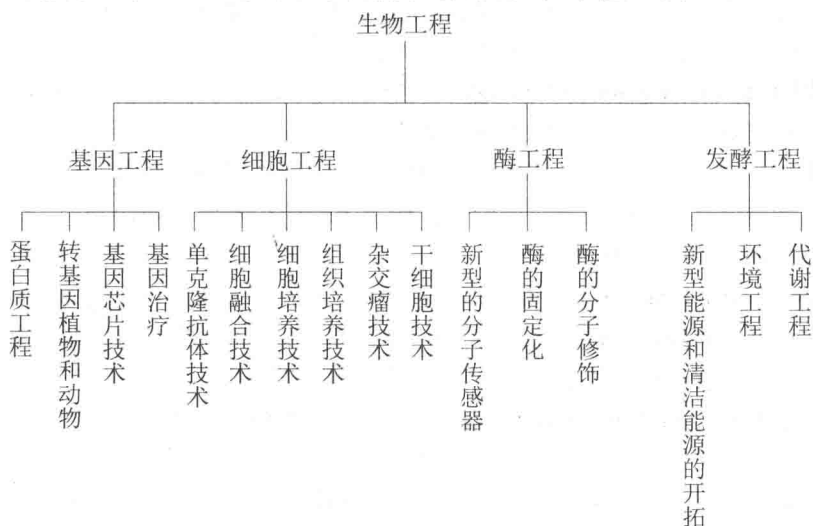 生物工程
基因工程
细胞工程
酶工程
发酵工程
蛋白质工程
转基因植物和动物
基因芯片技术
基因治疗
单克隆抗体技术
细胞融合技术
细胞培养技术
组织培养技术
杂交瘤技术
干细胞技术
新型的分子传感器
酶的固定化
酶的分子修饰
新型能源和清洁能源的开拓
环境工程
代谢工程